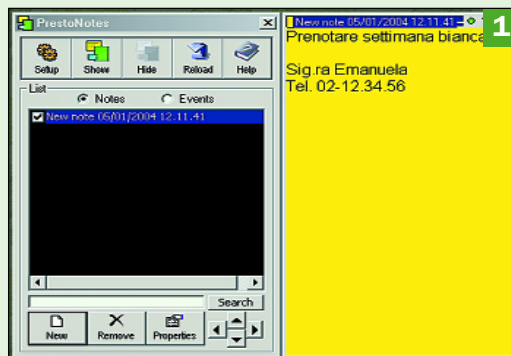 PrestoNotes
Setup Show Hide Reload Help
List
Notes Events
New note 05/01/2004 12.11.41
Search
New Remove Properties
New note 05/01/2004 12.11.41
1
Prenotare settimana bianca
Sig.ra Emanuela
Tel. 02-12.34.56